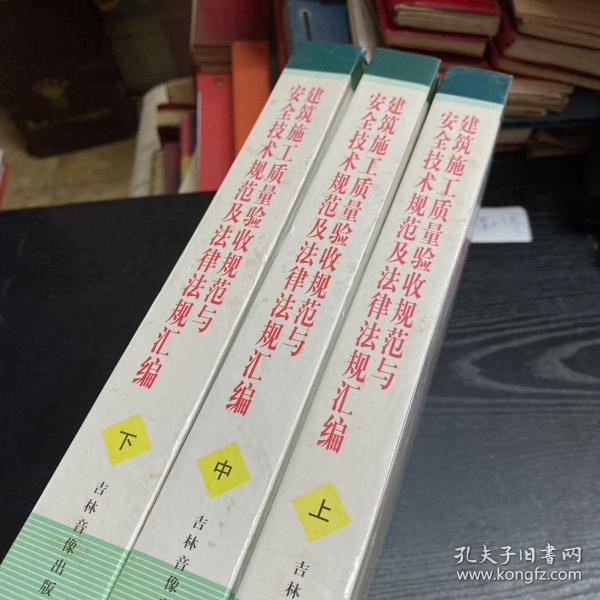 建筑施工质量验收规范与
安全技术规范及法律法规汇编
下
吉林音像出版
建筑施工质量验收规范与
安全技术规范及法律法规汇编
中
吉林音像
建筑施工质量验收规范与
安全技术规范及法律法规汇编
上
吉林
孔夫子旧书网
www.kongfz.com